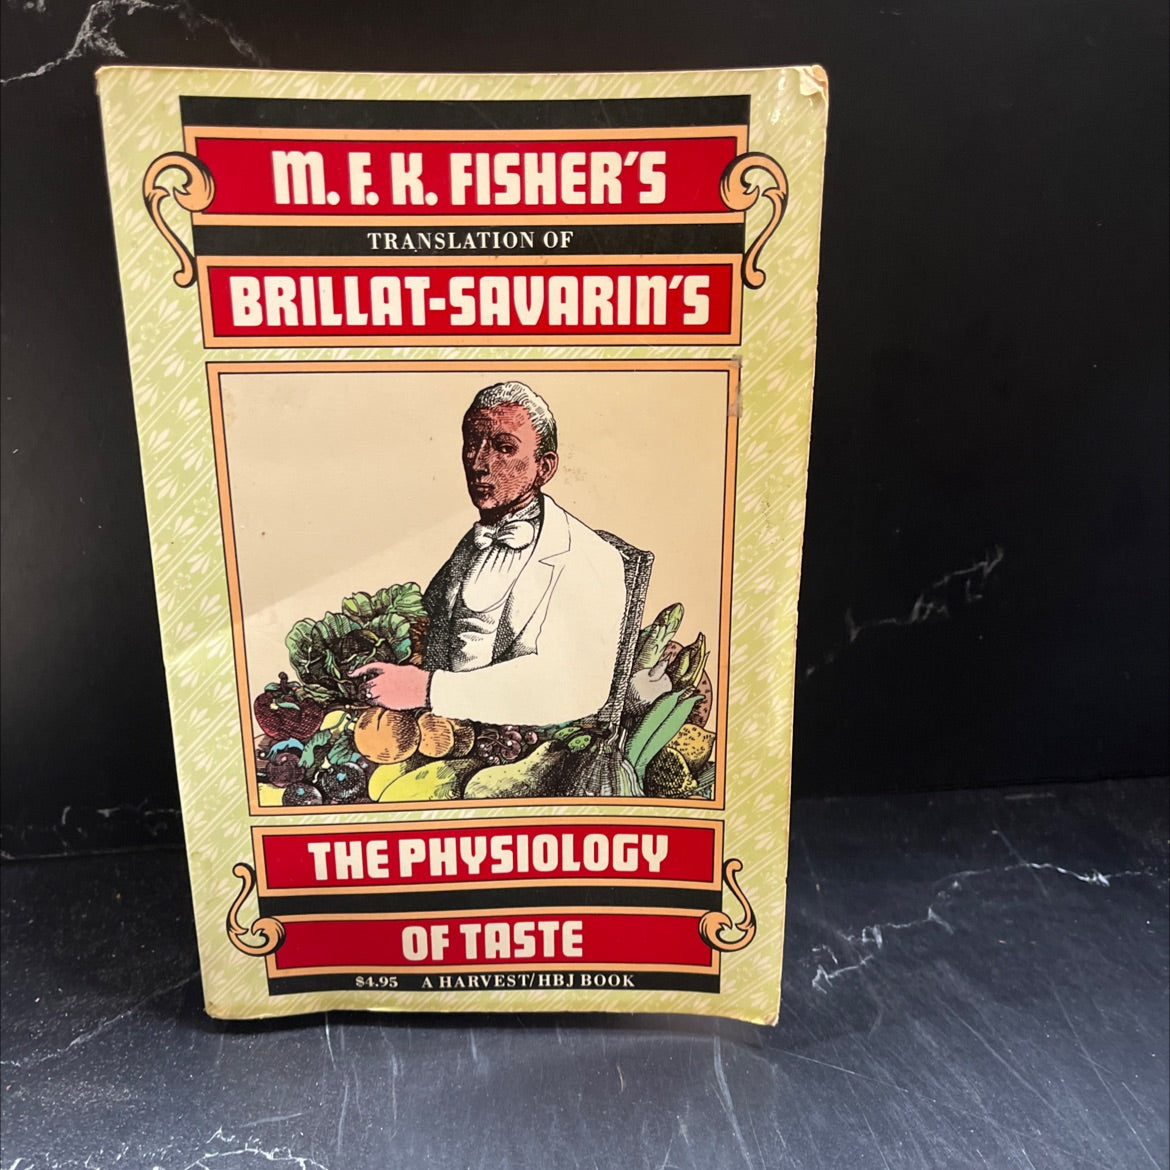 M. F. K. FISHER'S
TRANSLATION OF
BRILLAT-SAVARIN'S
THE PHYSIOLOGY
OF TASTE
$4.95 A HARVEST/HBJ BOOK